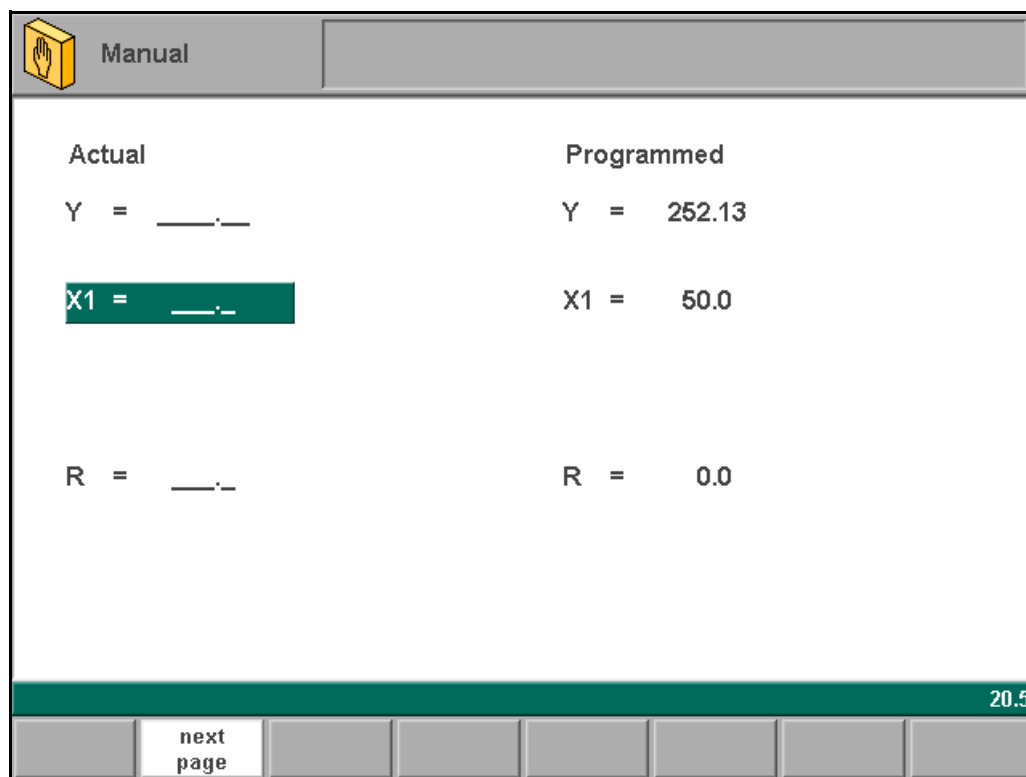 Manual
Actual Programmed
Y = ____.__ Y = 252.13
X1 = ___._ X1 = 50.0
R = ___._ R = 0.0
20.5
next
page